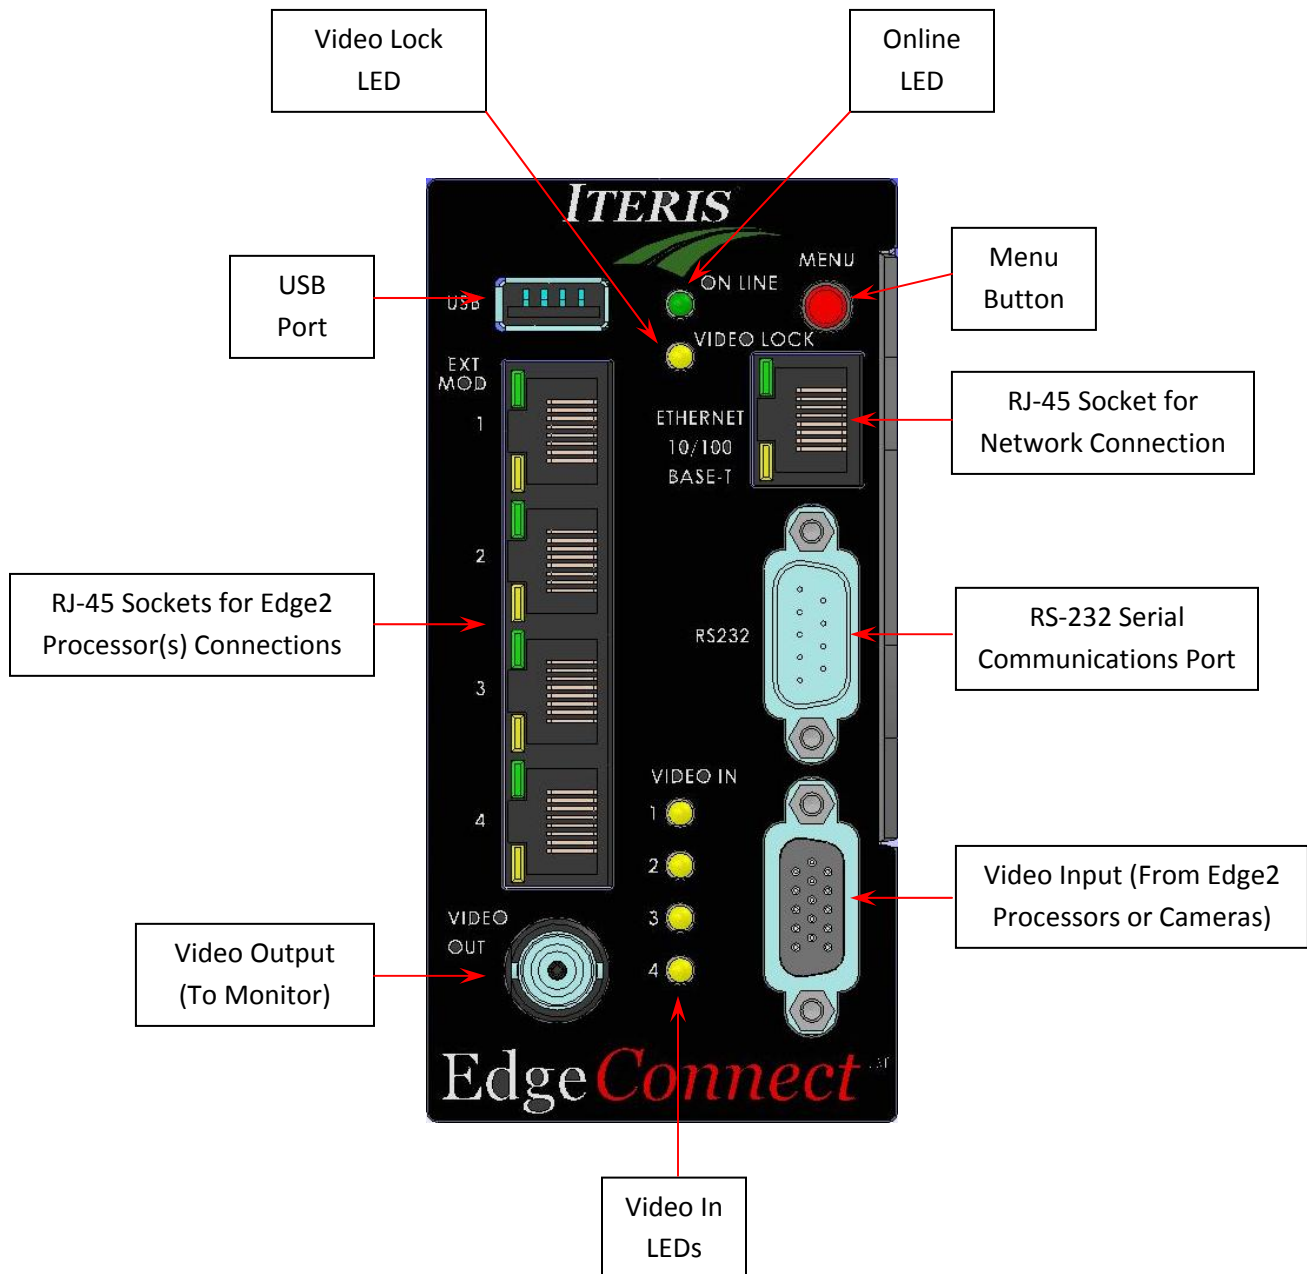 Video Lock
LED
Online
LED
ITERIS
USB
Port
USB
ON LINE
MENU
Menu
Button
VIDEO LOCK
EXT
MOD
1
ETHERNET
10/100
BASE-T
RJ-45 Socket for
Network Connection
2
RJ-45 Sockets for Edge2
Processor(s) Connections
3
RS232
RS-232 Serial
Communications Port
VIDEO IN
1
2
3
4
4
Video Input (From Edge2
Processors or Cameras)
VIDEO
OUT
Video Output
(To Monitor)
Edge Connect
Video In
LEDs